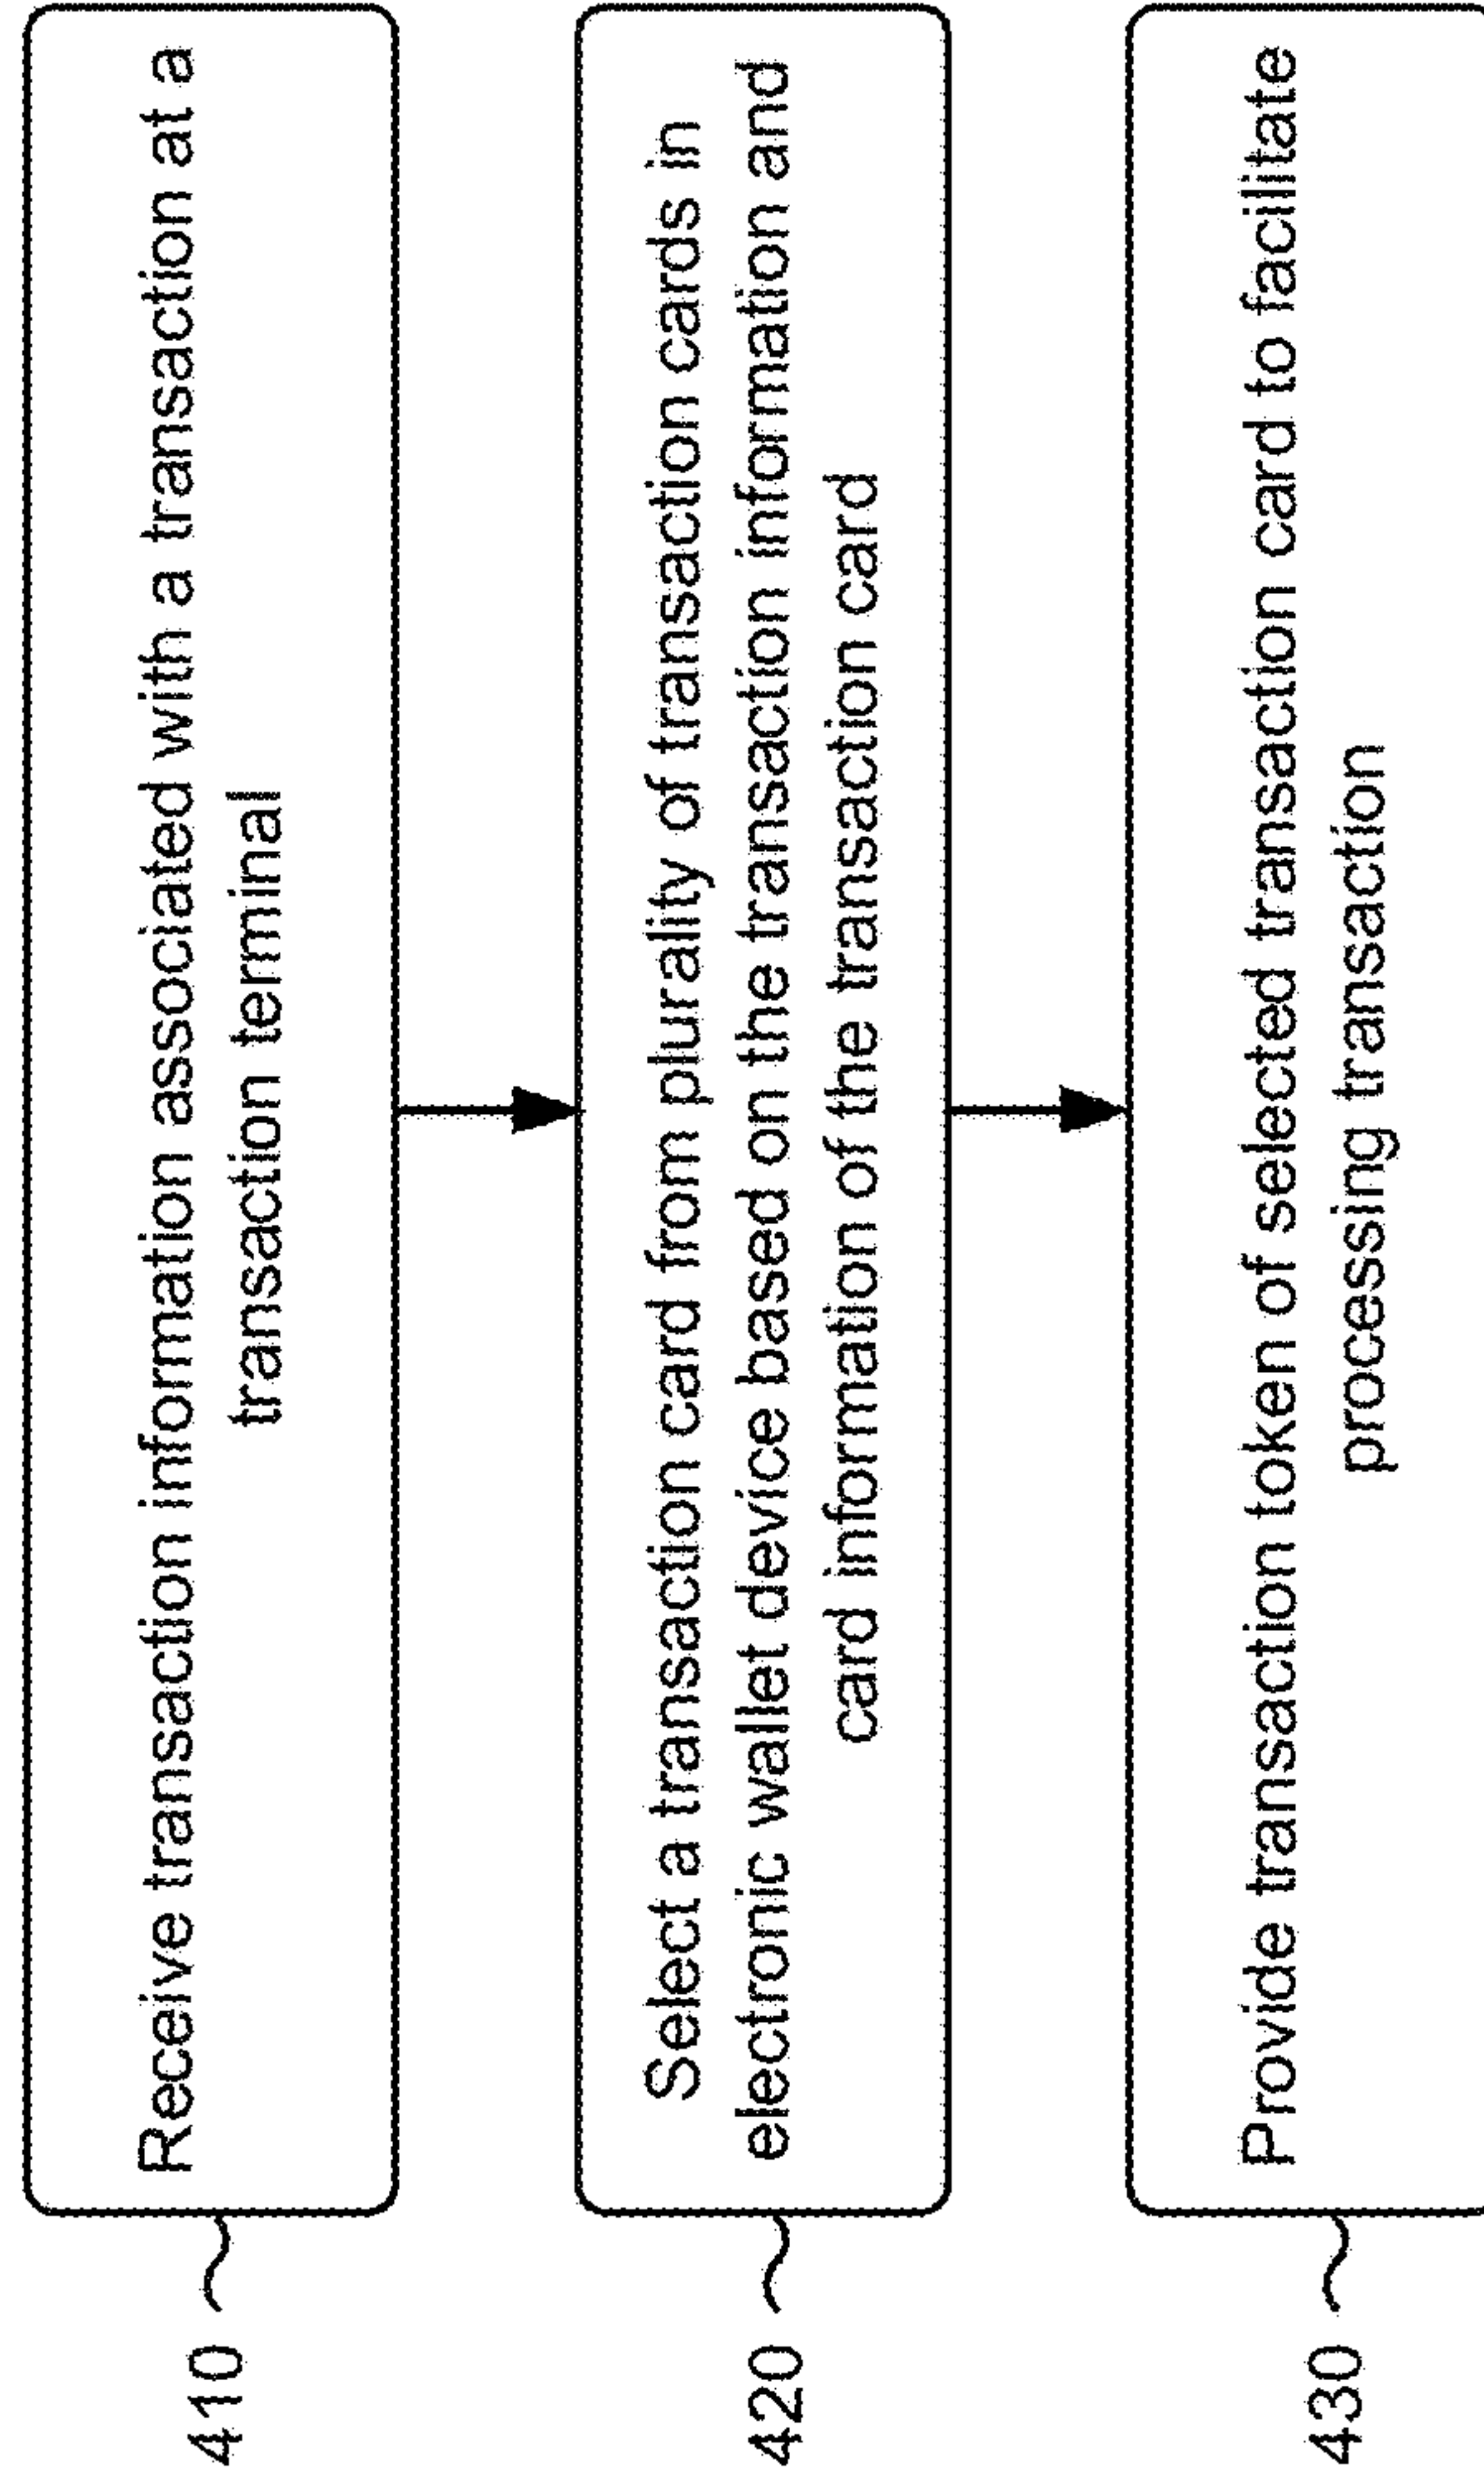 410
Receive transaction information associated with a transaction at a
transaction terminal
420
Select a transaction card from plurality of transaction cards in
electronic wallet device based on the transaction information and
card information of the transaction card
430
Provide transaction token of selected transaction card to facilitate
processing transaction